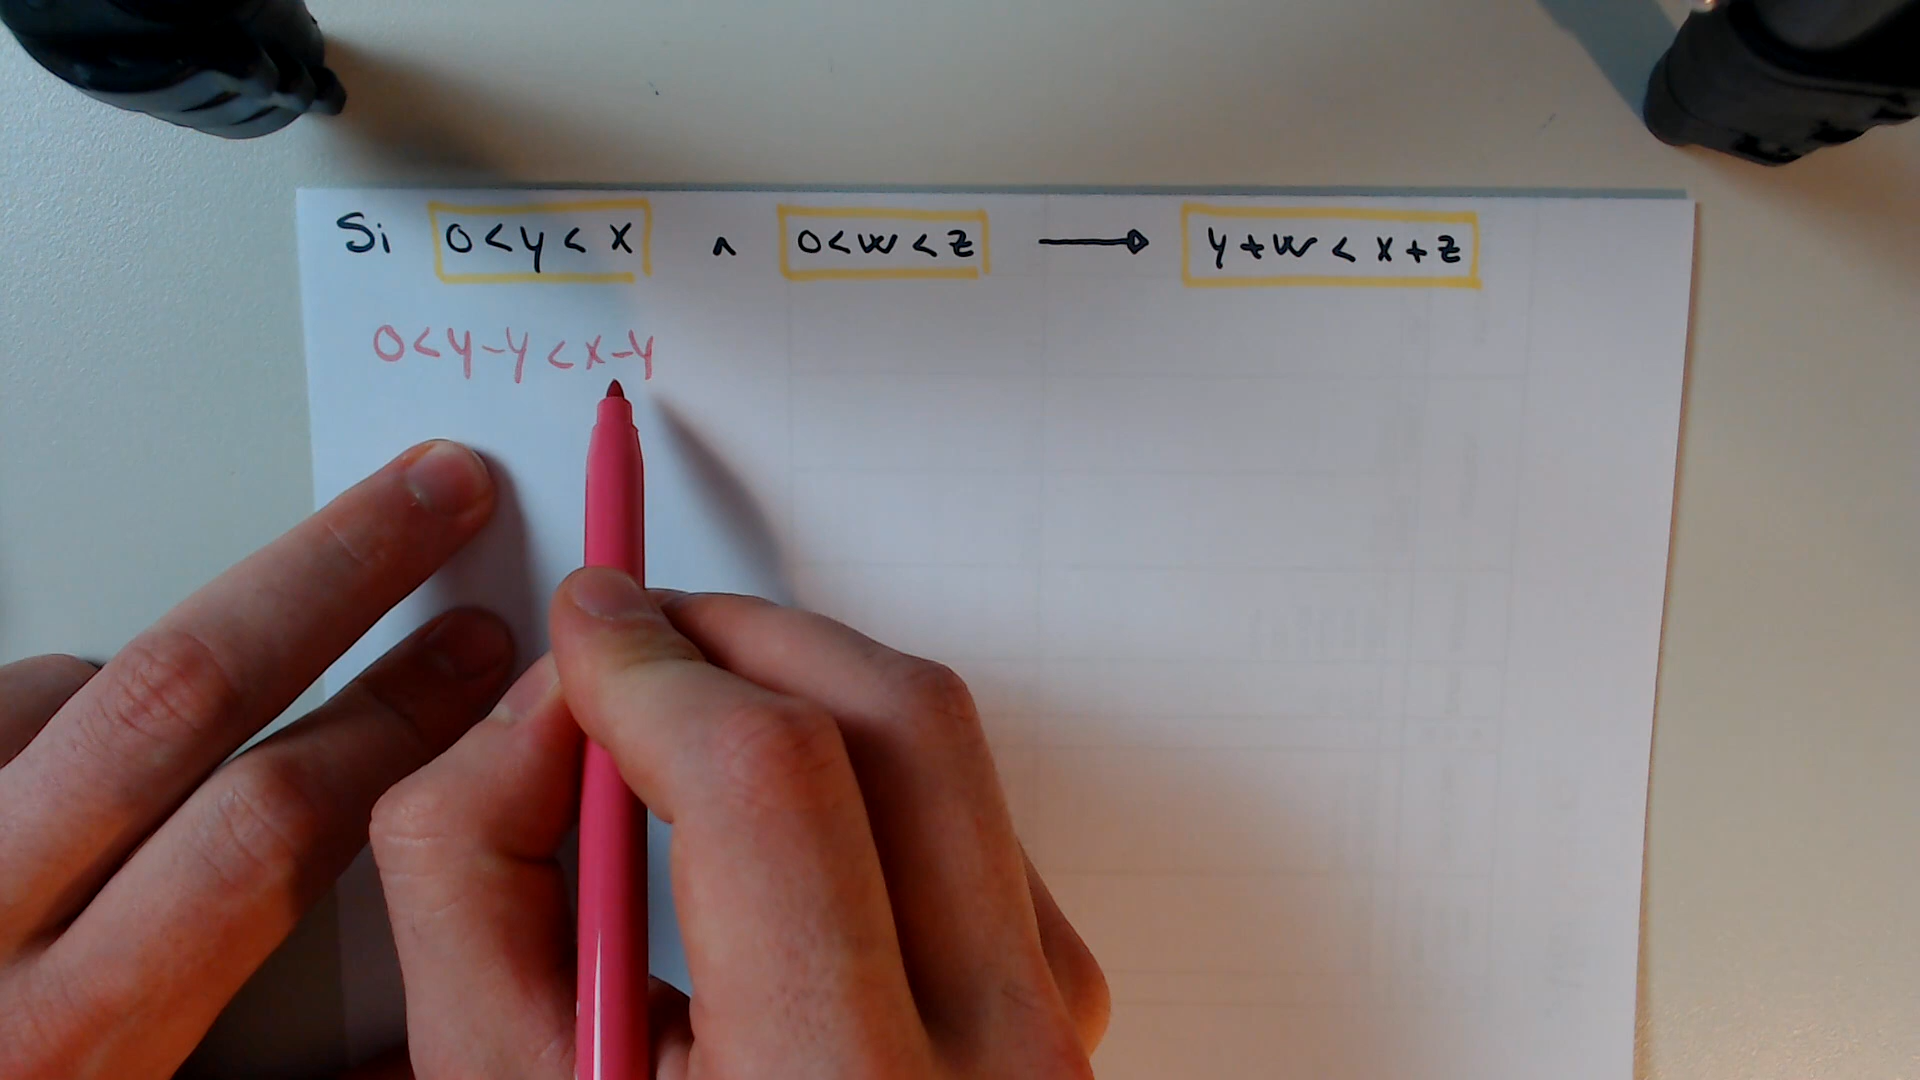 Si 0<y<x ∧ 0<w<z → y+w < x+z
0<y-y<x-y